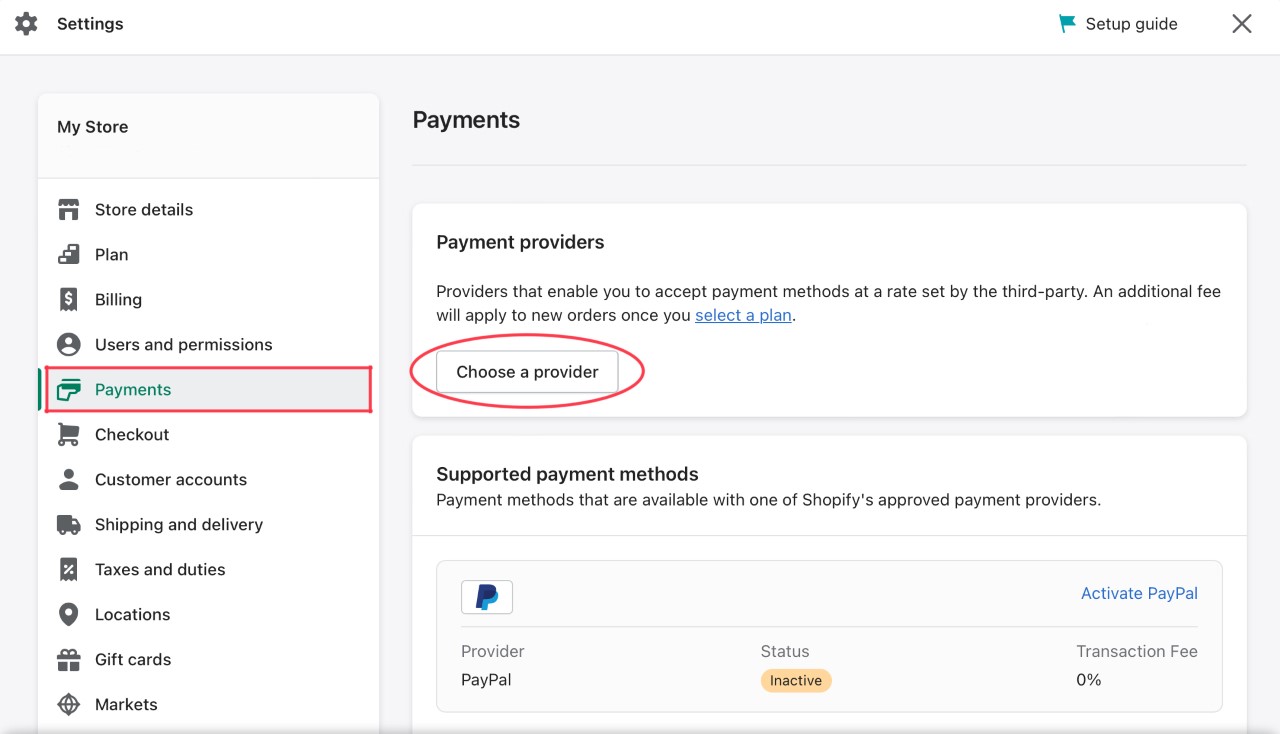 Settings
Setup guide
My Store
Store details
Plan
Billing
Users and permissions
Payments
Checkout
Customer accounts
Shipping and delivery
Taxes and duties
Locations
Gift cards
Markets
Payments
Payment providers
Providers that enable you to accept payment methods at a rate set by the third-party. An additional fee
will apply to new orders once you select a plan.
Choose a provider
Supported payment methods
Payment methods that are available with one of Shopify's approved payment providers.
Activate PayPal
Provider
Status
Transaction Fee
PayPal
Inactive
0%